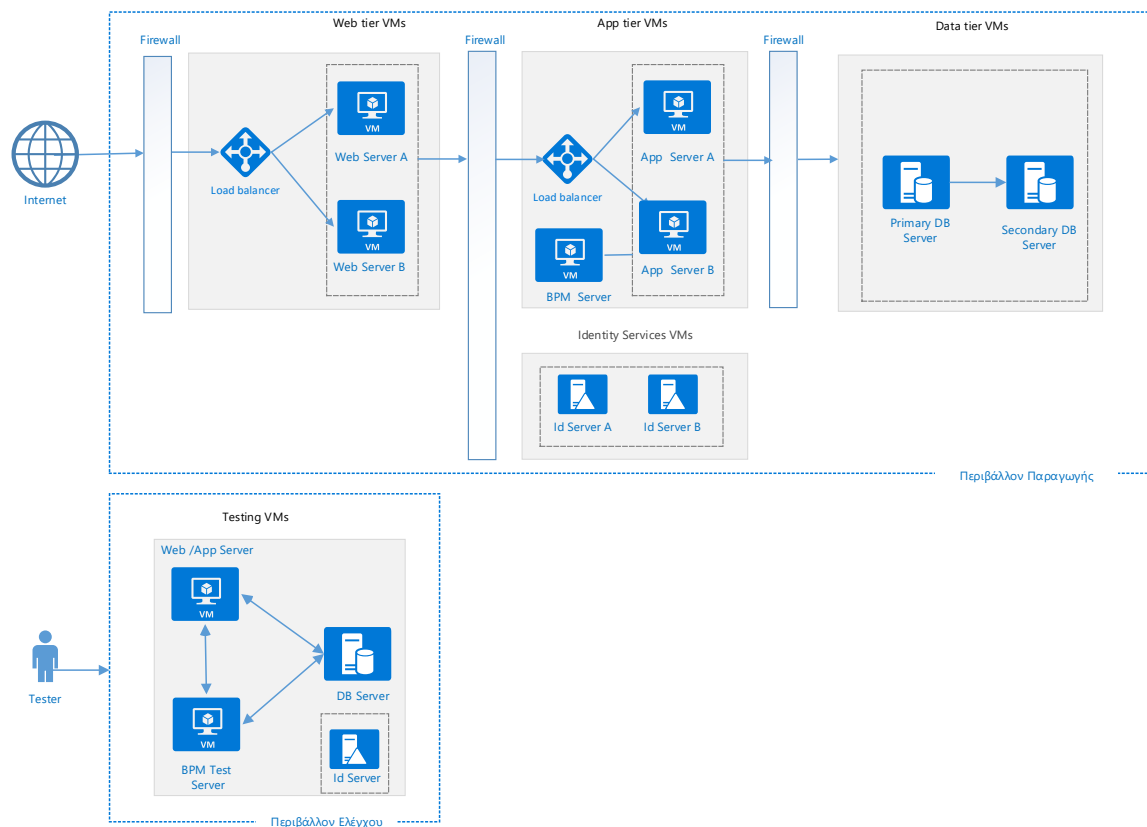 Web tier VMs
App tier VMs
Data tier VMs
Firewall
Firewall
Firewall
VM
Web Server A
VM
App Server A
Load balancer
Load balancer
Internet
VM
Web Server B
VM
App Server B
VM
BPM Server
Primary DB
Server
Secondary DB
Server
Identity Services VMs
Id Server A
Id Server B
Περιβάλλον Παραγωγής
Testing VMs
Web /App Server
VM
DB Server
Tester
VM
BPM Test
Server
Id Server
Περιβάλλον Ελέγχου